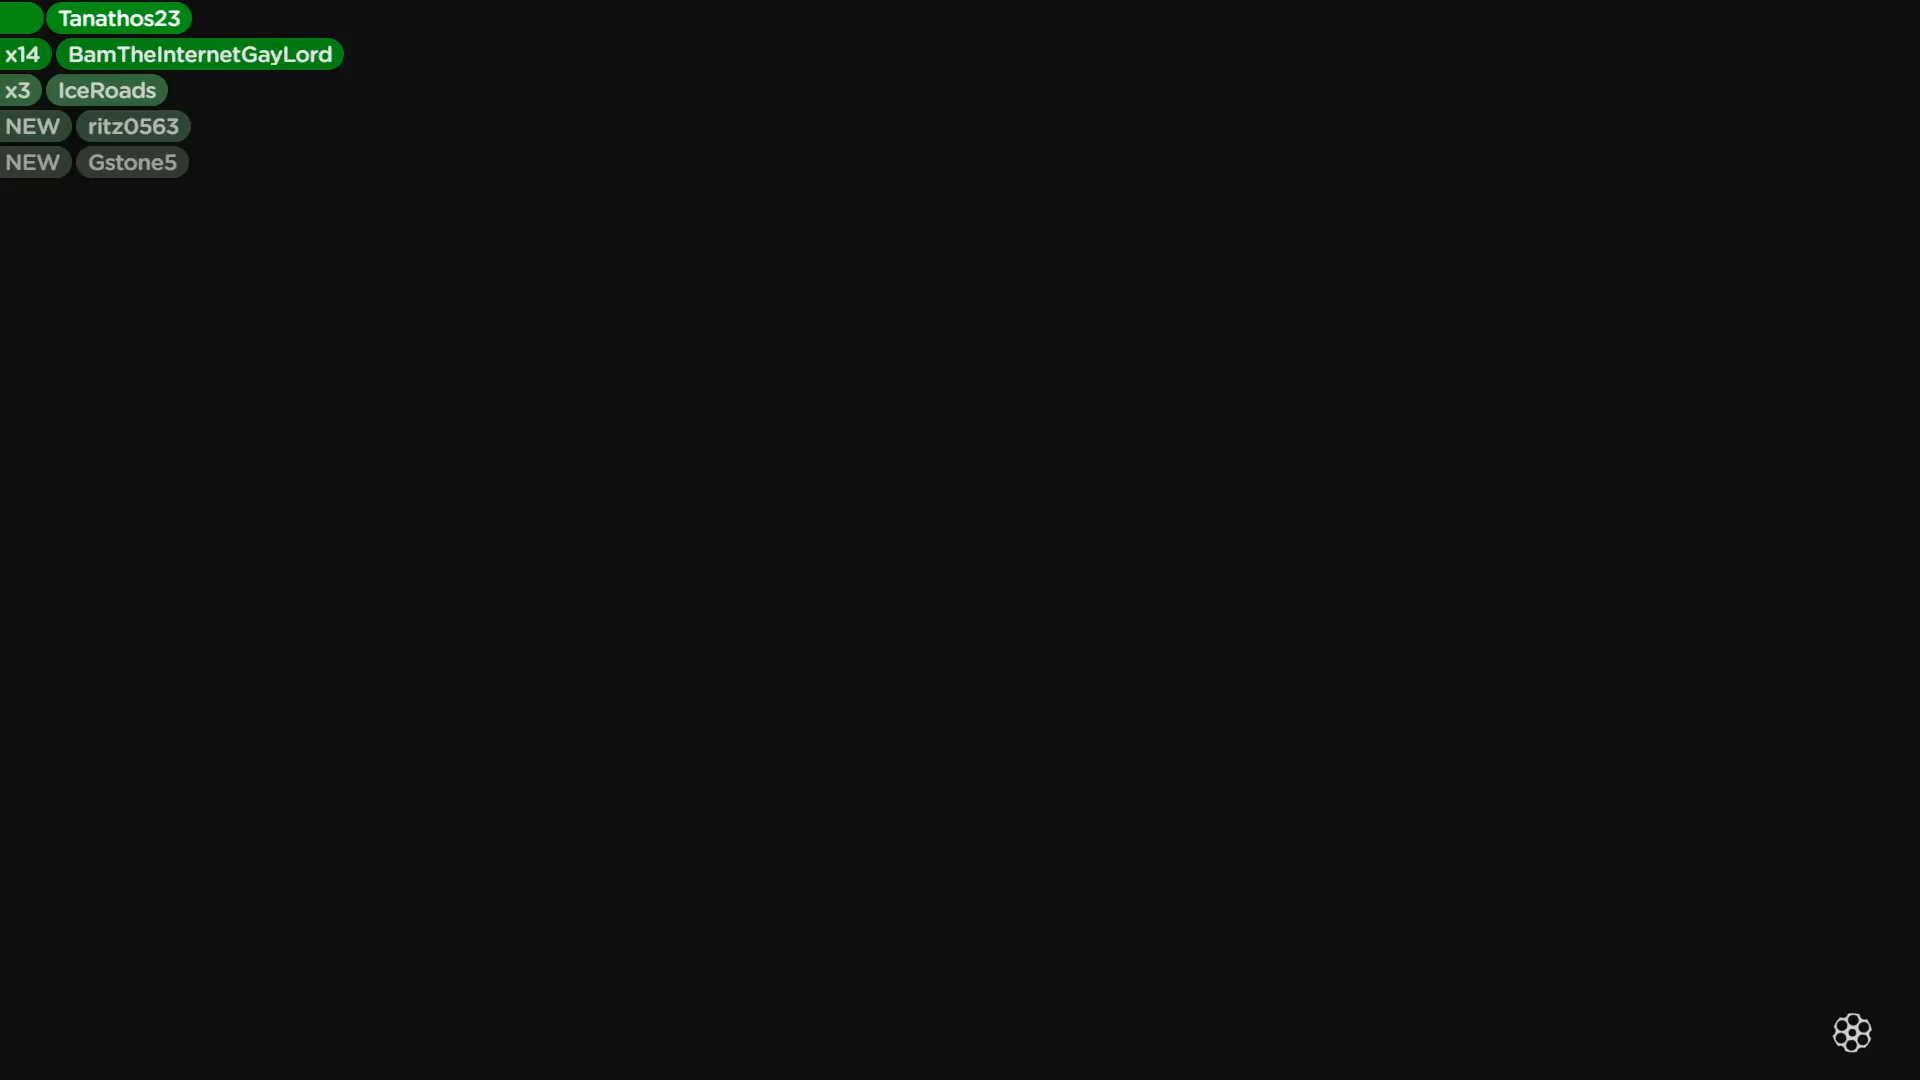 Tanathos23
x14 BamTheInternetGayLord
x3 IceRoads
NEW ritz0563
NEW Gstone5